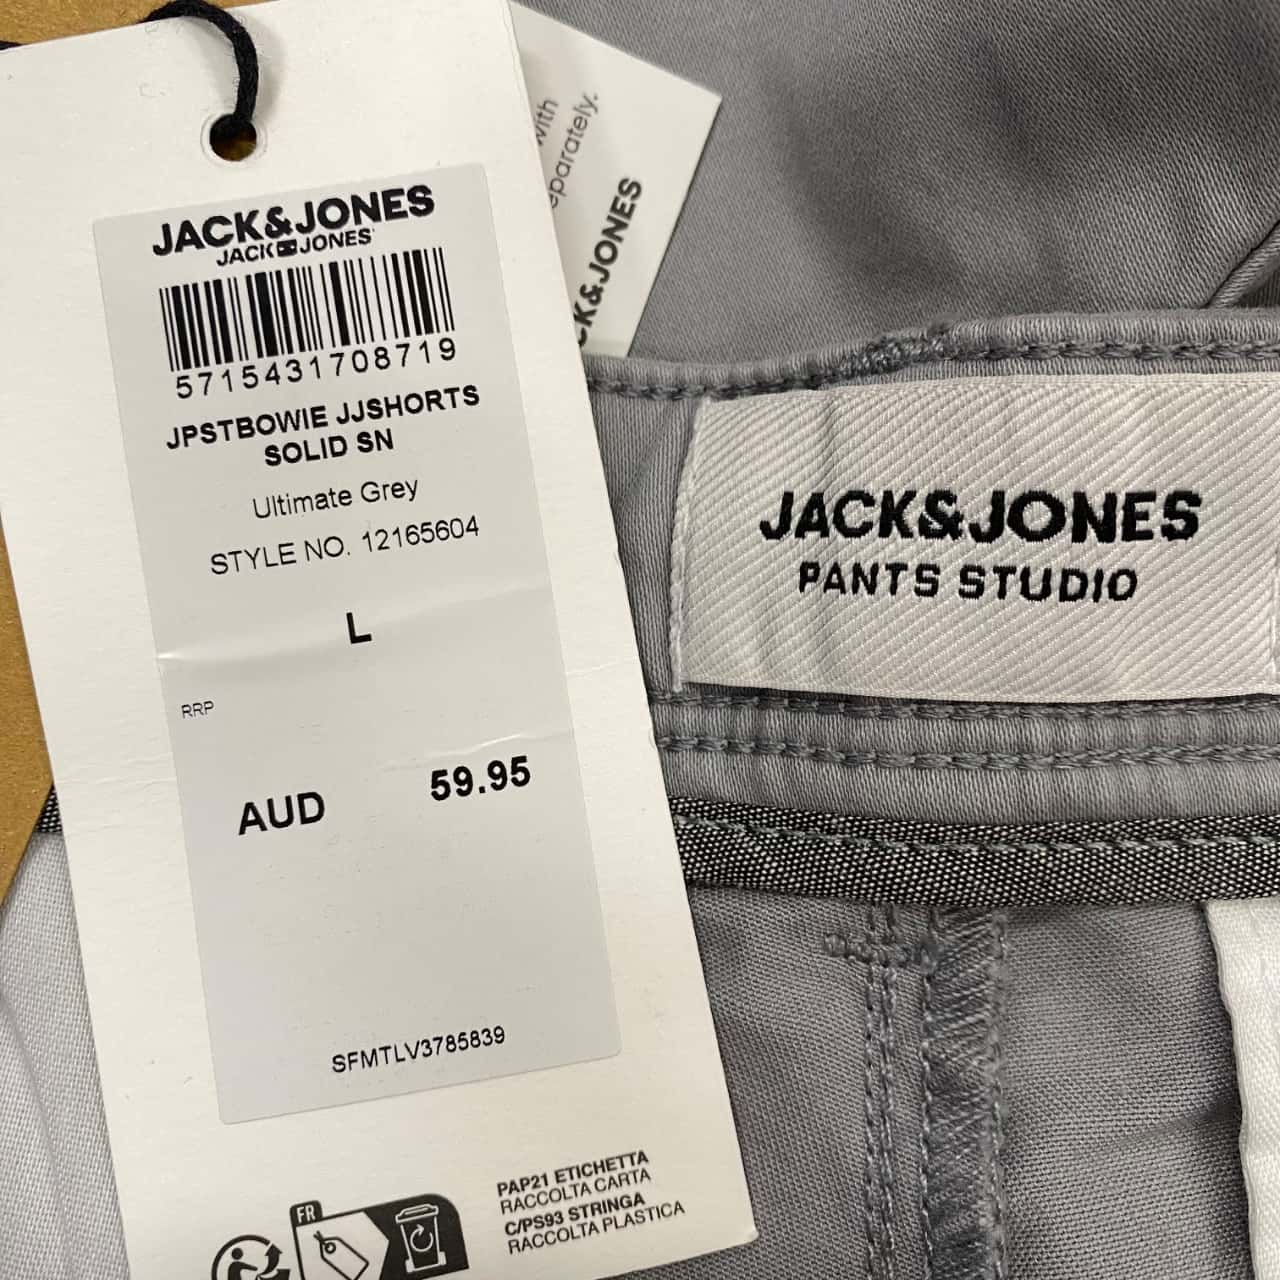 with
separately.
JACK&JONES
JACK&JONES
JACK JONES
5715431708719
JPSTBOWIE JJSHORTS
SOLID SN
Ultimate Grey
STYLE NO. 12165604
L
RRP
AUD 59.95
SFMTLV3785839
PAP21 ETICHETTA
RACCOLTA CARTA
C/PS93 STRINGA
RACCOLTA PLASTICA
FR
JACK&JONES
PANTS STUDIO